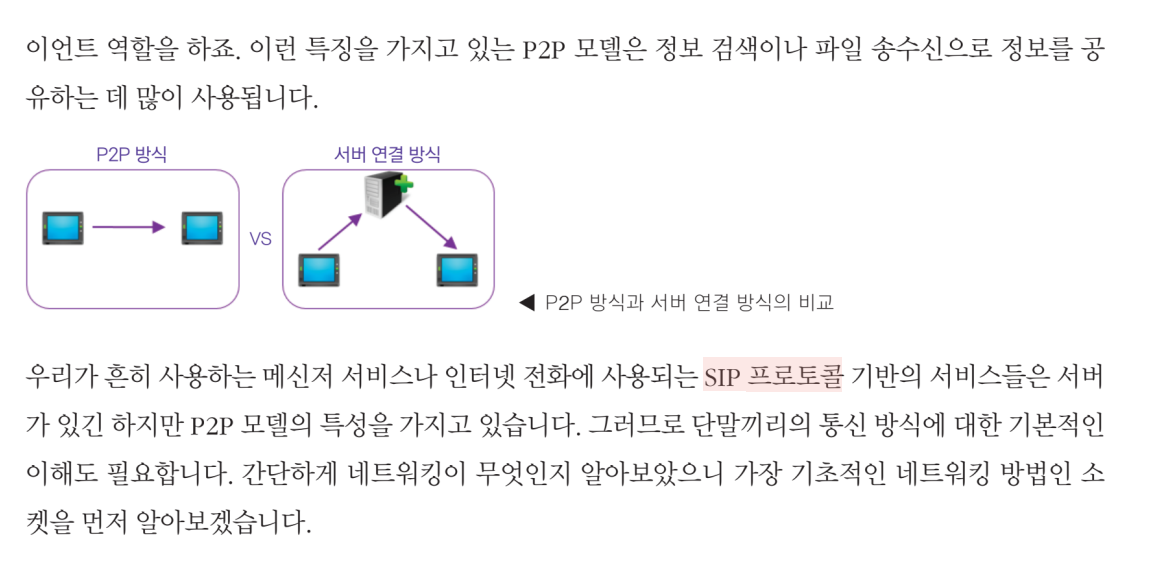 이언트 역할을 하죠. 이런 특징을 가지고 있는 P2P 모델은 정보 검색이나 파일 송수신으로 정보를 공
유하는 데 많이 사용됩니다.
P2P 방식
서버 연결 방식
VS
◀ P2P 방식과 서버 연결 방식의 비교
우리가 흔히 사용하는 메신저 서비스나 인터넷 전화에 사용되는 SIP 프로토콜 기반의 서비스들은 서버
가 있긴 하지만 P2P 모델의 특성을 가지고 있습니다. 그러므로 단말끼리의 통신 방식에 대한 기본적인
이해도 필요합니다. 간단하게 네트워킹이 무엇인지 알아보았으니 가장 기초적인 네트워킹 방법인 소
켓을 먼저 알아보겠습니다.